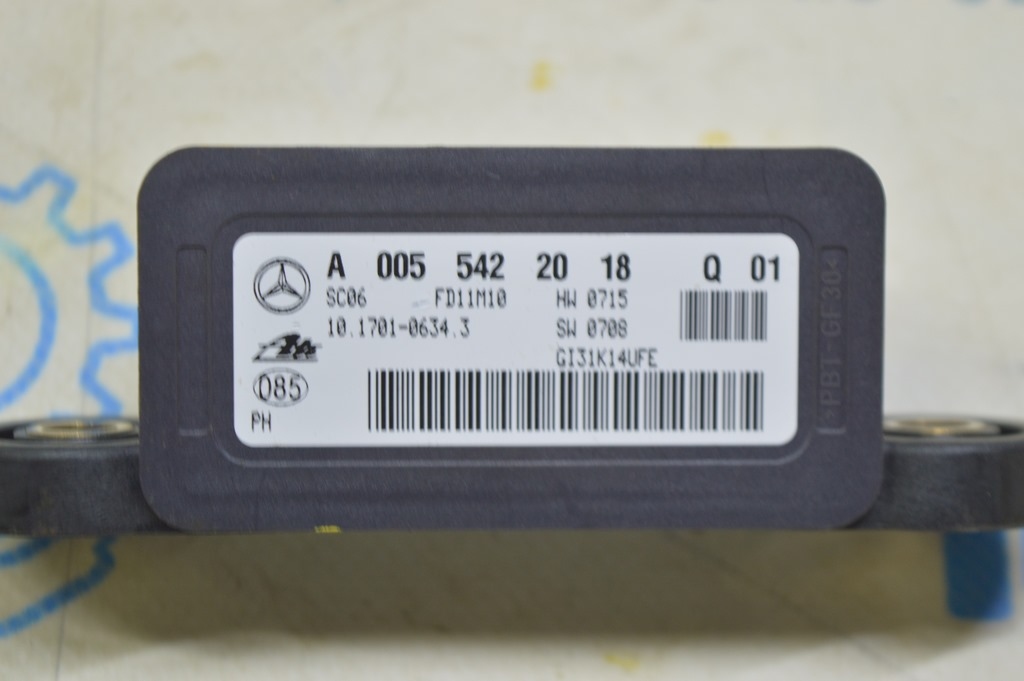 A 005 542 20 18 Q 01
SC06 FD11M10 HW 0715
10.1701-0634.3 SW 0708
GI31K14UFE
085
PH
>PBT-GF30<